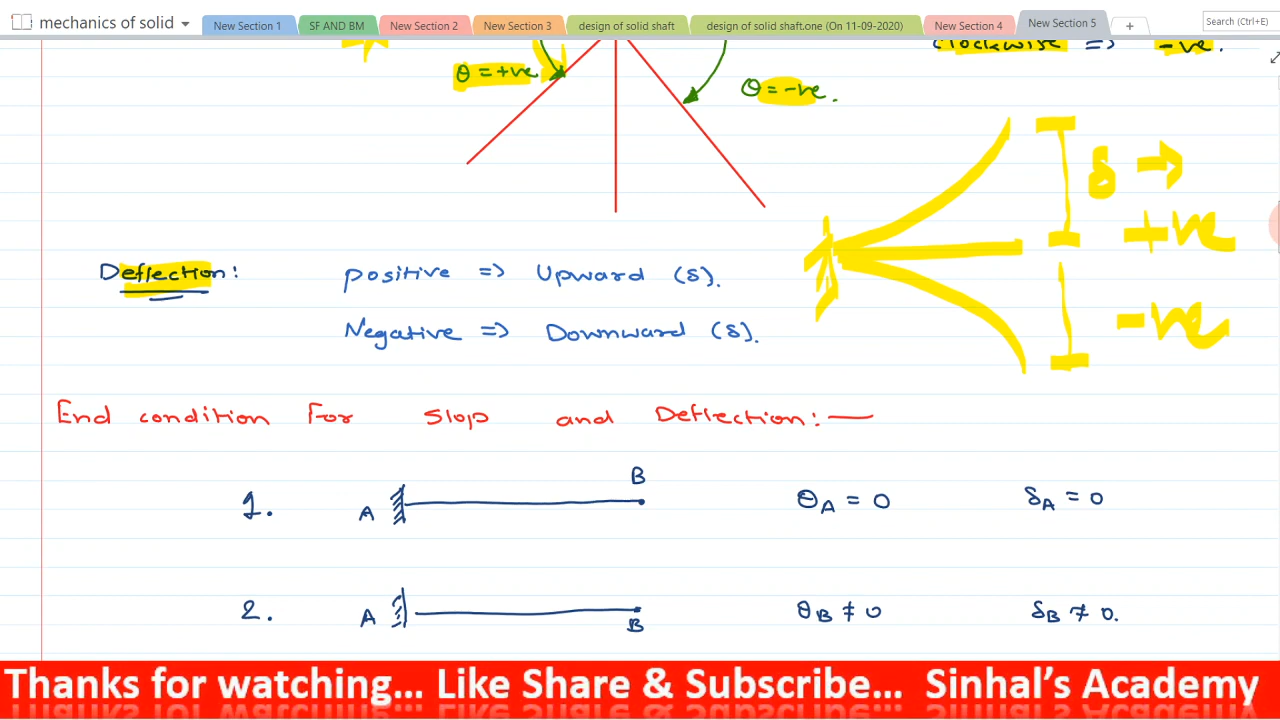 mechanics of solid
New Section 1
SF AND BM
New Section 2
New Section 3
design of solid shaft
design of solid shaft.one (On 11-09-2020)
New Section 4
New Section 5
+
Search (Ctrl+E)
Clockwise => -ve.
θ = +ve
θ = -ve.
δ → +ve
-ve
Deflection: Positive => Upward (δ).
Negative => Downward (δ).
End condition For Slop and Deflection:—
1. A B θA = 0 δA = 0
2. A B θB ≠ 0 δB ≠ 0.
Thanks for watching... Like Share & Subscribe... Sinhal's Academy